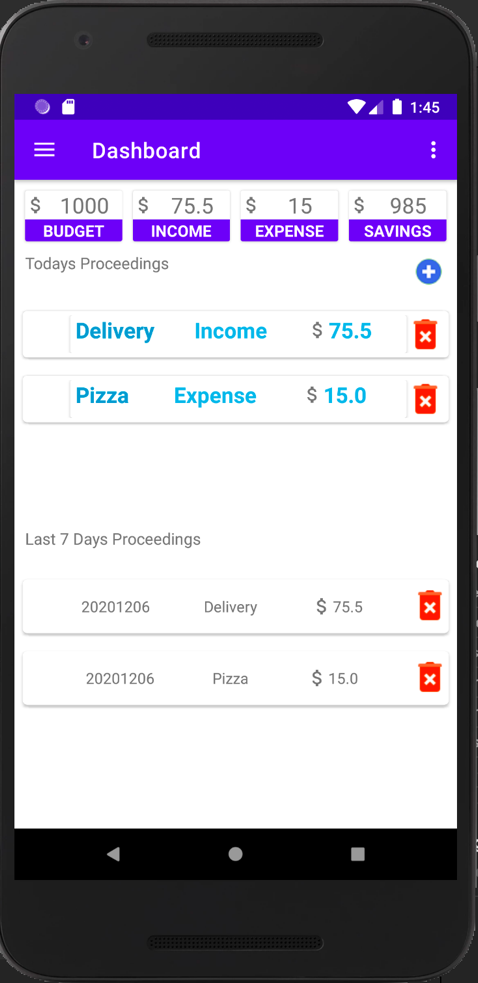 1:45
Dashboard
$ 1000 $ 75.5 $ 15 $ 985
BUDGET INCOME EXPENSE SAVINGS
Todays Proceedings
Delivery Income $ 75.5
Pizza Expense $ 15.0
Last 7 Days Proceedings
20201206 Delivery $ 75.5
20201206 Pizza $ 15.0